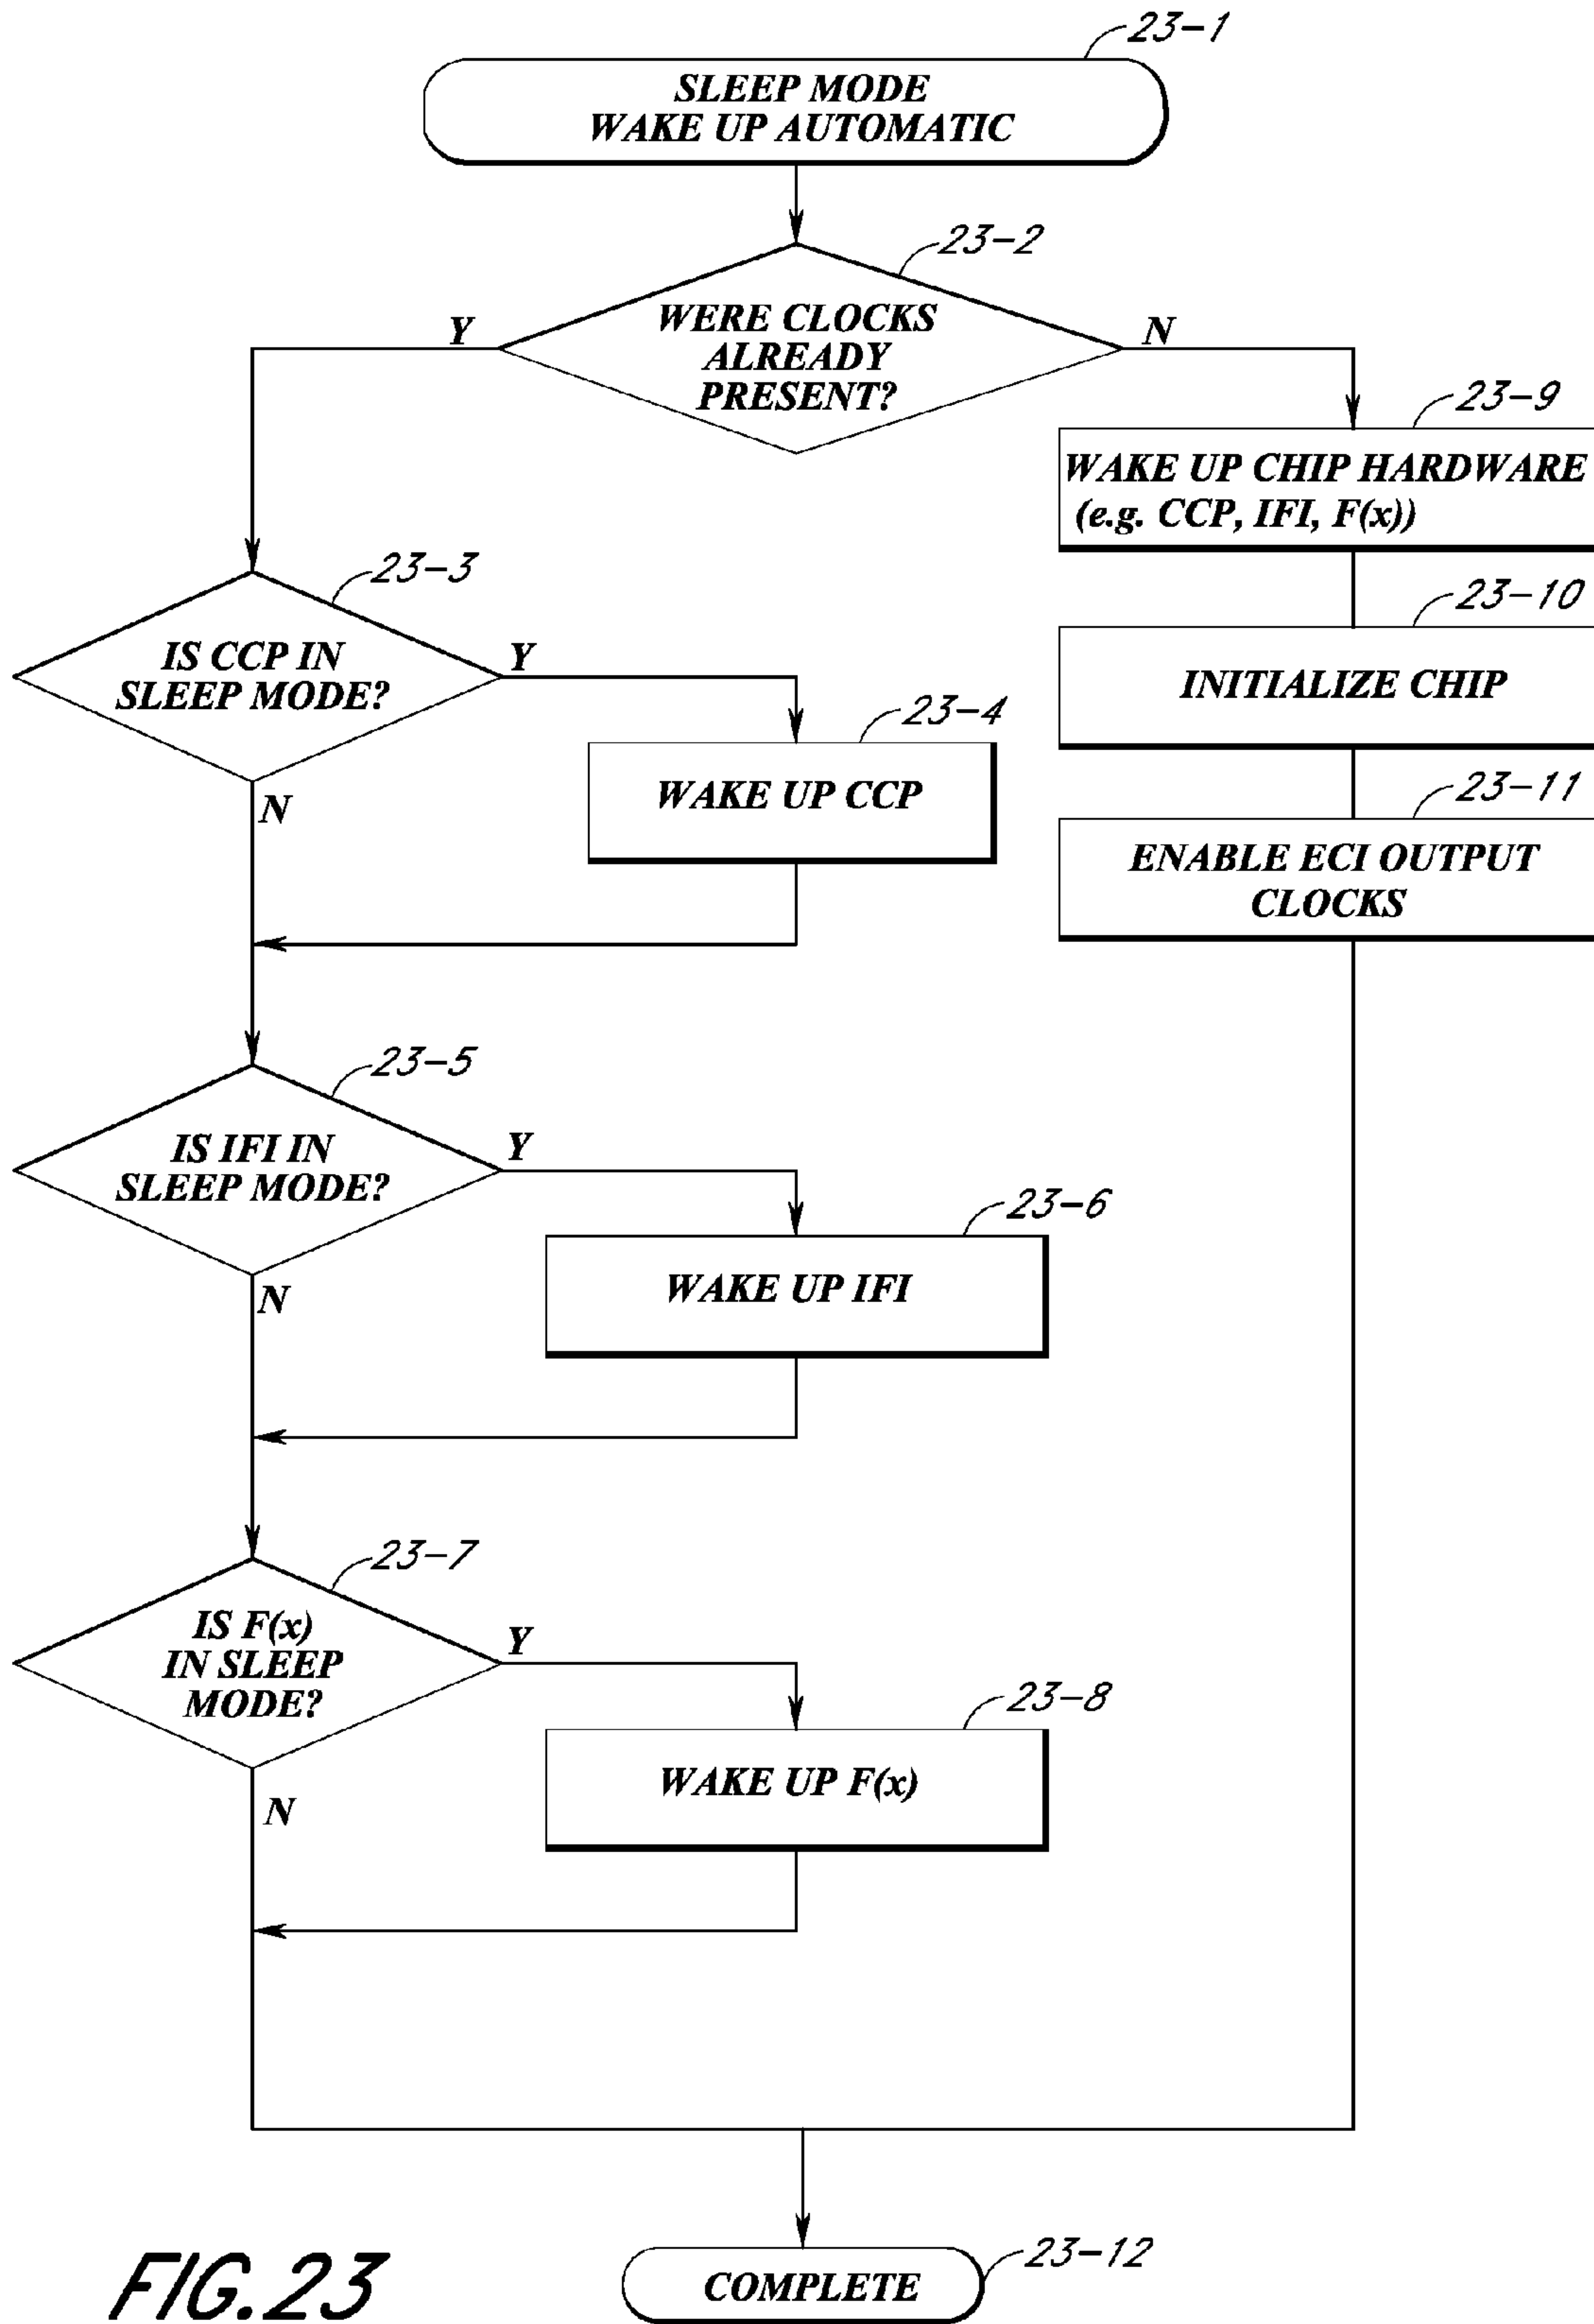 23-1
SLEEP MODE
WAKE UP AUTOMATIC
23-2
WERE CLOCKS
ALREADY
PRESENT?
Y
N
23-9
WAKE UP CHIP HARDWARE
(e.g. CCP, IFI, F(x))
23-3
IS CCP IN
SLEEP MODE?
Y
N
23-10
INITIALIZE CHIP
23-4
WAKE UP CCP
23-11
ENABLE ECI OUTPUT
CLOCKS
23-5
IS IFI IN
SLEEP MODE?
Y
N
23-6
WAKE UP IFI
23-7
IS F(x)
IN SLEEP
MODE?
Y
N
23-8
WAKE UP F(x)
23-12
COMPLETE
FIG.23